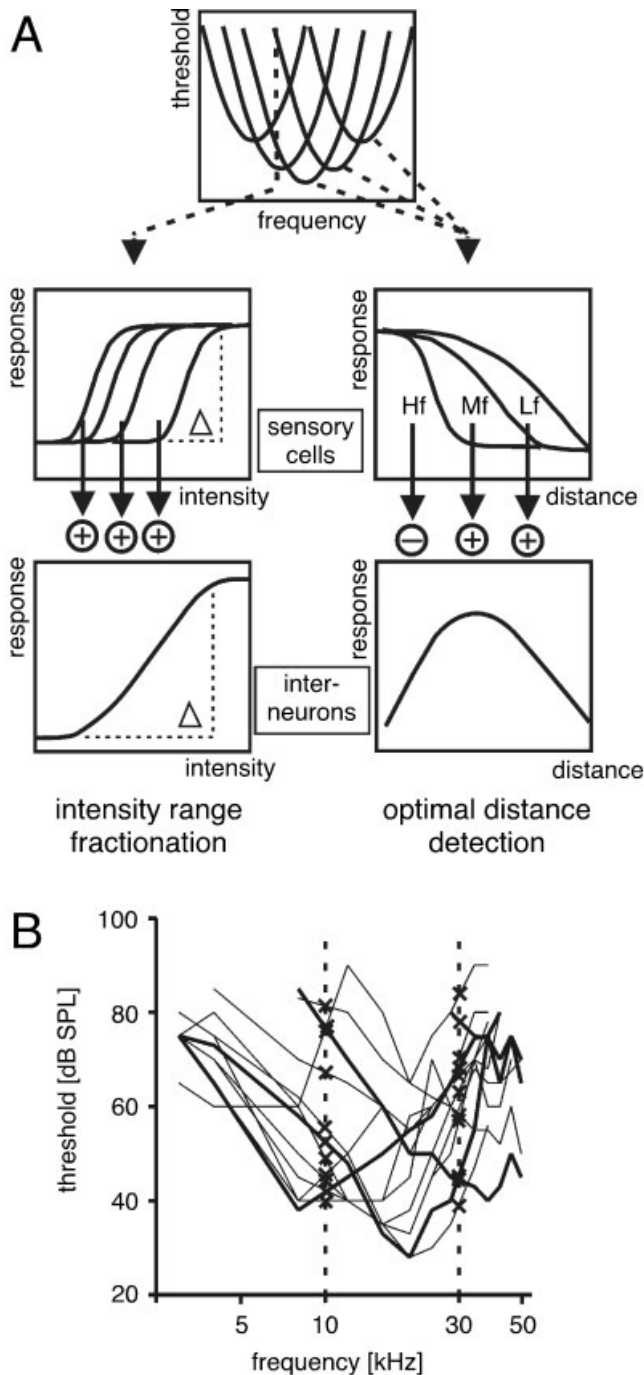 A
threshold
frequency
response
intensity
Δ
sensory
cells
response
Hf Mf Lf
distance
+ + +
− + +
response
intensity
Δ
inter-
neurons
response
distance
intensity range
fractionation
optimal distance
detection
B
threshold [dB SPL]
100
80
60
40
20
5 10 30 50
frequency [kHz]